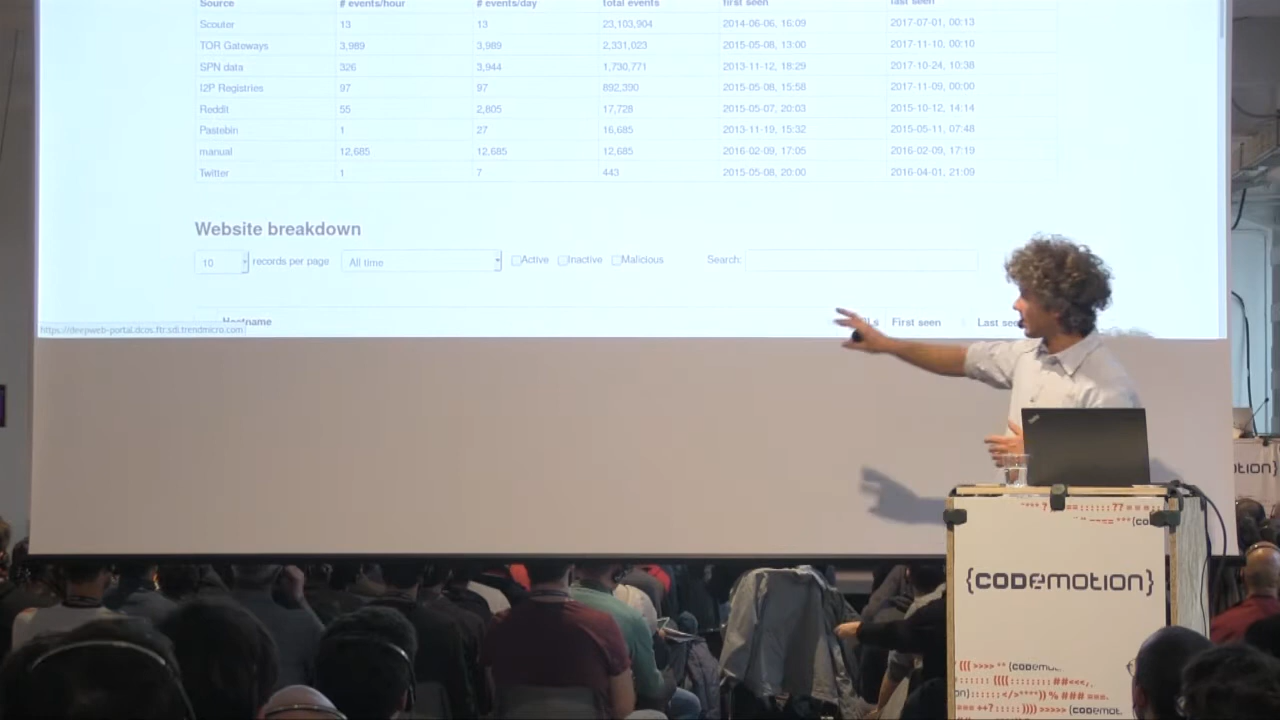 Source # events/hour # events/day total events first seen last seen
Scouter 13 13 23,103,904 2014-06-06, 16:09 2017-07-01, 00:13
TOR Gateways 3,989 3,989 2,331,023 2015-05-08, 13:00 2017-11-10, 00:10
SPN data 326 3,944 1,730,771 2013-11-12, 18:29 2017-10-24, 10:38
I2P Registries 97 97 892,390 2015-05-08, 15:58 2017-11-09, 00:00
Reddit 55 2,805 17,728 2015-05-07, 20:03 2015-10-12, 14:14
Pastebin 1 27 16,685 2013-11-19, 15:32 2015-05-11, 07:48
manual 12,685 12,685 12,685 2016-02-09, 17:05 2016-02-09, 17:19
Twitter 1 7 443 2015-05-08, 20:00 2016-04-01, 21:09
Website breakdown
10 records per page All time Active Inactive Malicious Search:
Hostname First seen Last
https://deepweb-portal.dcos.ftr.sdi.trendmicro.com
{CODEMOTION}